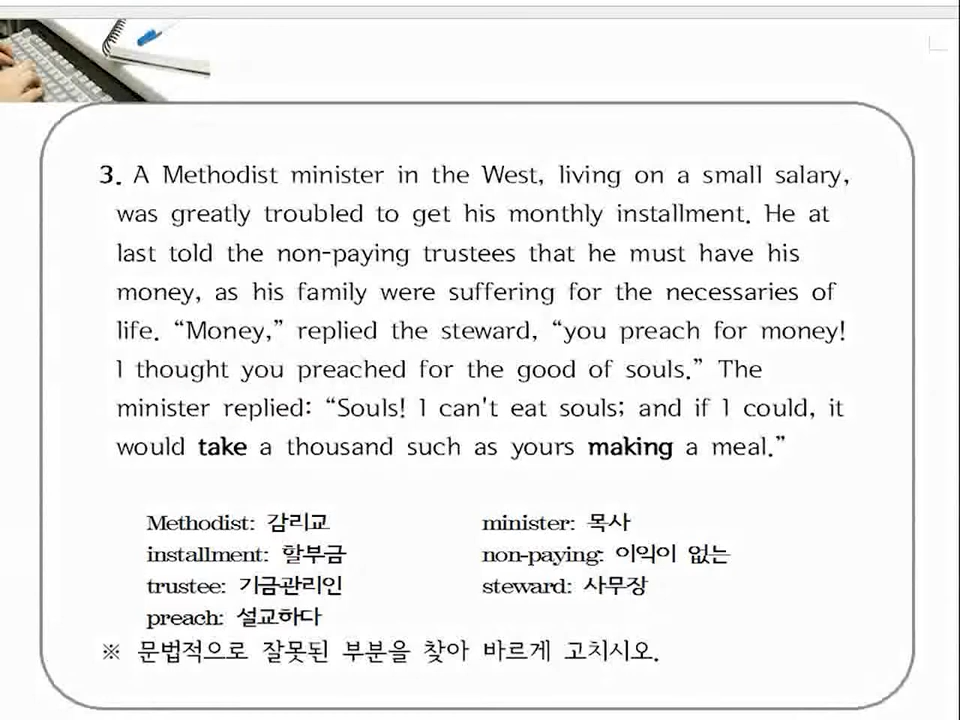 3. A Methodist minister in the West, living on a small salary,
was greatly troubled to get his monthly installment. He at
last told the non-paying trustees that he must have his
money, as his family were suffering for the necessaries of
life. “Money,” replied the steward, “you preach for money!
I thought you preached for the good of souls.” The
minister replied: “Souls! I can't eat souls; and if I could, it
would take a thousand such as yours making a meal.”
Methodist: 감리교 minister: 목사
installment: 할부금 non-paying: 이익이 없는
trustee: 기금관리인 steward: 사무장
preach: 설교하다
※ 문법적으로 잘못된 부분을 찾아 바르게 고치시오.